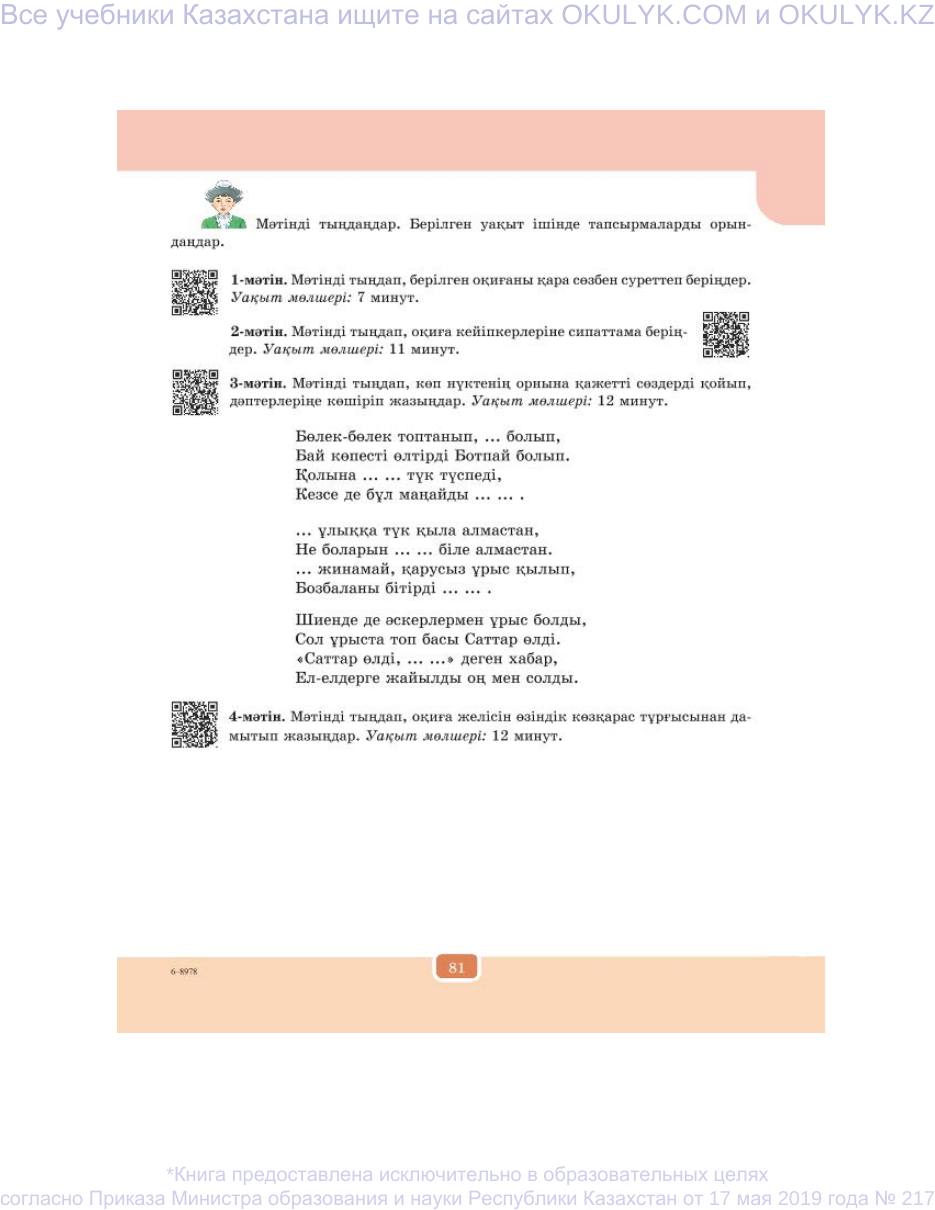 Все учебники Казахстана ищите на сайтах OKULYK.COM и OKULYK.KZ
Мәтінді тыңдаңдар. Берілген уақыт ішінде тапсырмаларды орын-
даңдар.
1-мәтін. Мәтінді тыңдап, берілген оқиғаны қара сөзбен суреттеп беріңдер.
Уақыт мөлшері: 7 минут.
2-мәтін. Мәтінді тыңдап, оқиға кейіпкерлеріне сипаттама берің-
дер. Уақыт мөлшері: 11 минут.
3-мәтін. Мәтінді тыңдап, көп нүктенің орнына қажетті сөздерді қойып,
дәптерлеріңе көшіріп жазыңдар. Уақыт мөлшері: 12 минут.
Бөлек-бөлек топтанып, ... болып,
Бай көпесті өлтірді Ботпай болып.
Қолына ... ... түк түспеді,
Кезсе де бұл маңайды ... ... .
... ұлыққа түк қыла алмастан,
Не боларын ... ... біле алмастан.
... жинамай, қарусыз ұрыс қылып,
Бозбаланы бітірді ... ... .
Шиенде де әскерлермен ұрыс болды,
Сол ұрыста топ басы Саттар өлді.
«Саттар өлді, ... ...» деген хабар,
Ел-елдерге жайылды оң мен солды.
4-мәтін. Мәтінді тыңдап, оқиға желісін өзіндік көзқарас тұрғысынан да-
мытып жазыңдар. Уақыт мөлшері: 12 минут.
6–8978
81
*Книга предоставлена исключительно в образовательных целях
согласно Приказа Министра образования и науки Республики Казахстан от 17 мая 2019 года № 217